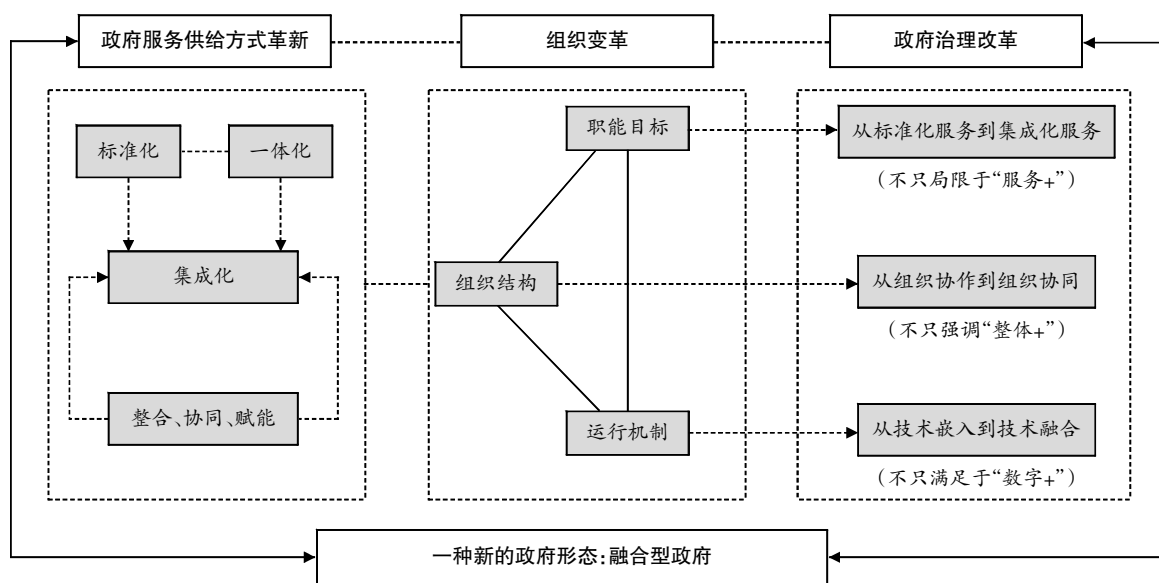 政府服务供给方式革新
组织变革
政府治理改革
标准化
一体化
集成化
整合、协同、赋能
职能目标
组织结构
运行机制
从标准化服务到集成化服务
（不只局限于“服务+”）
从组织协作到组织协同
（不只强调“整体+”）
从技术嵌入到技术融合
（不只满足于“数字+”）
一种新的政府形态：融合型政府